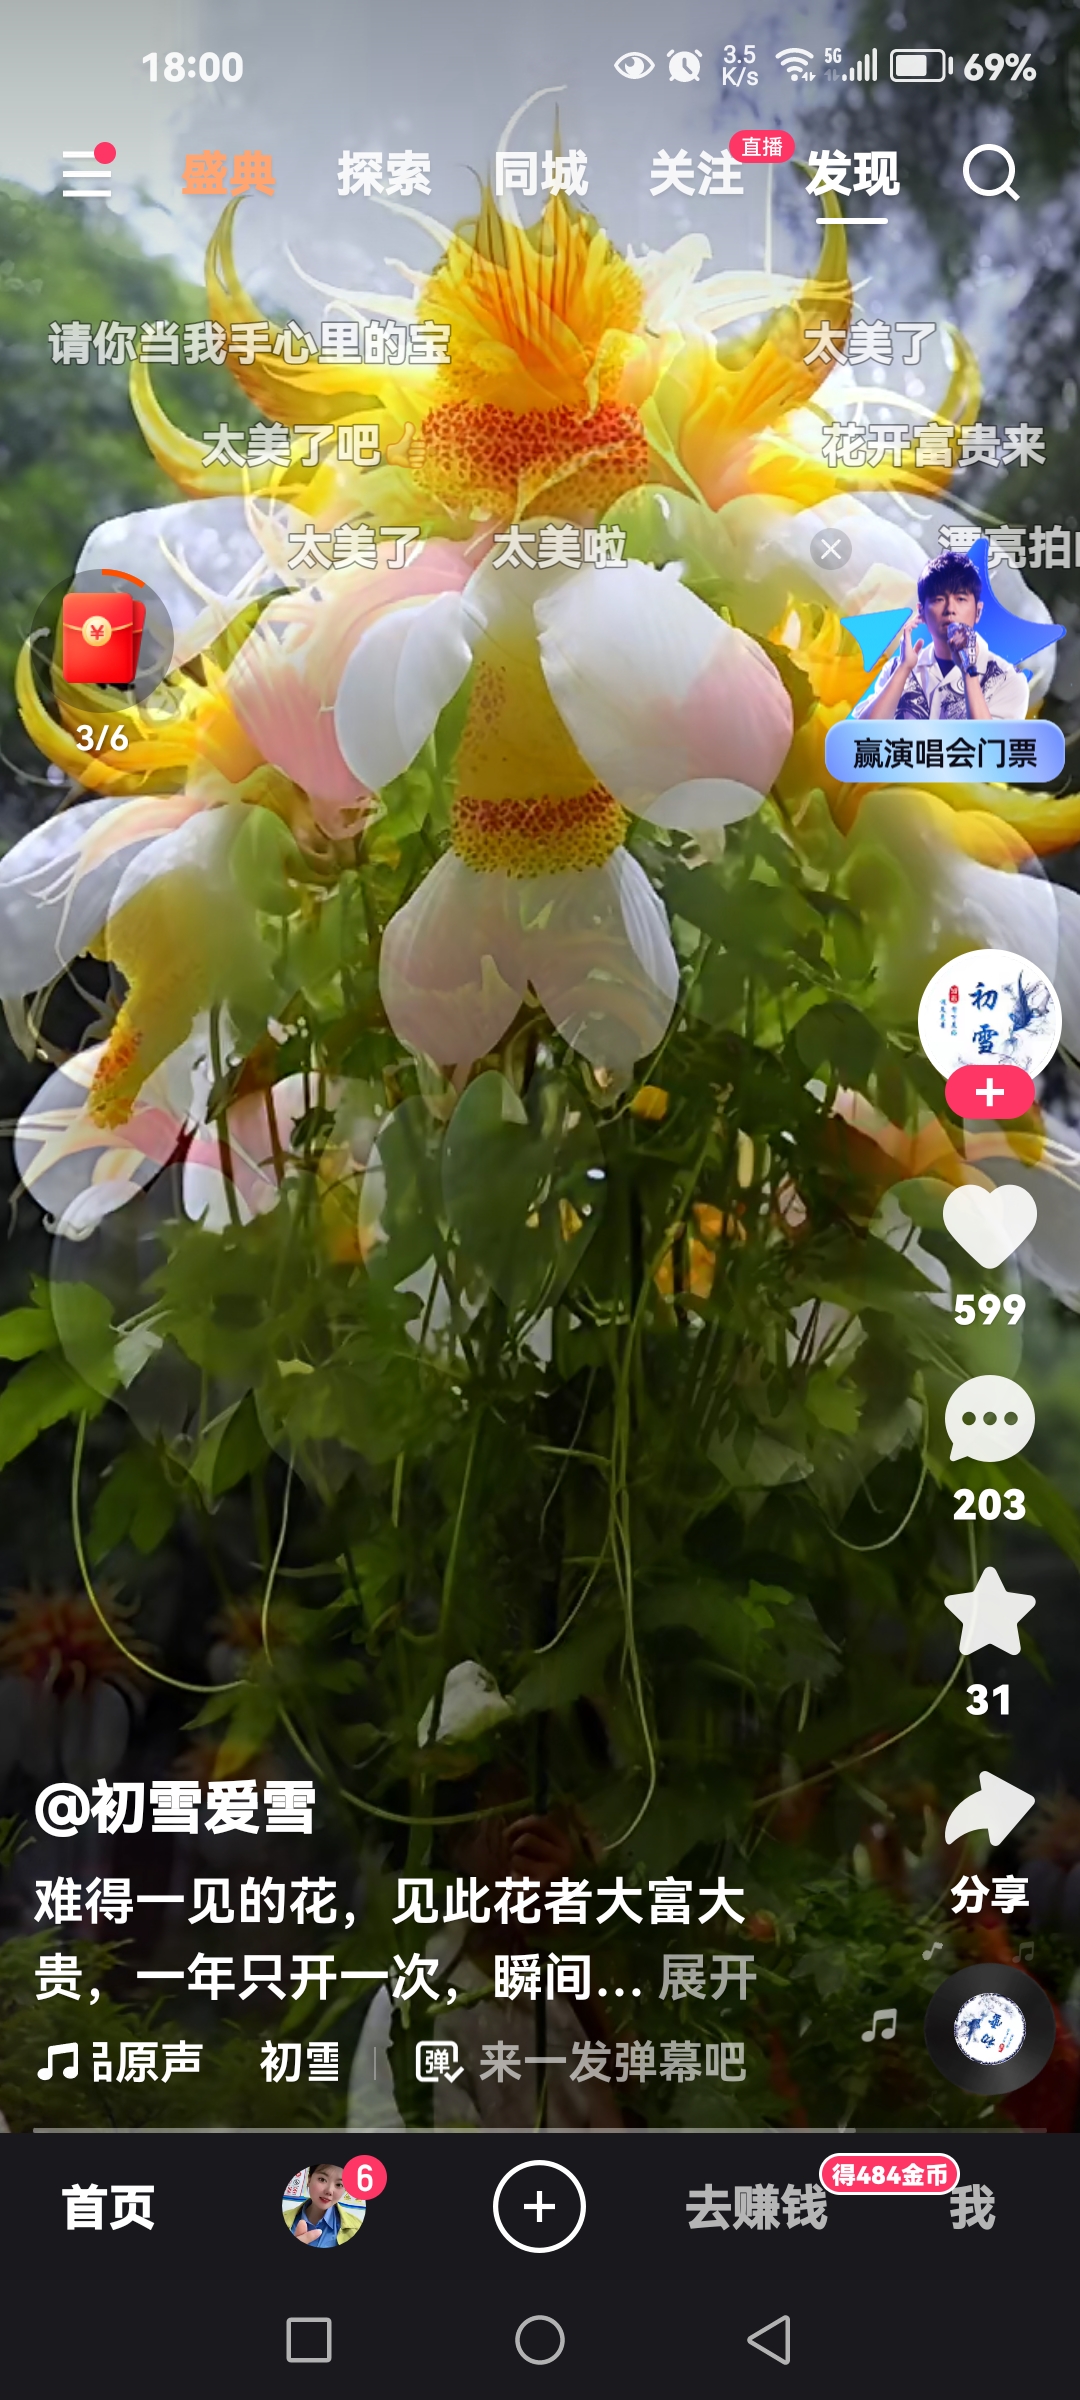 18:00
3.5
K/s
5G
69%
盛典
探索
同城
关注
直播
发现
请你当我手心里的宝
太美了
太美了吧
花开富贵来
太美了
太美啦
漂亮拍
¥
3/6
赢演唱会门票
初
雪
599
203
31
分享
@初雪爱雪
难得一见的花，见此花者大富大
贵，一年只开一次，瞬间... 展开
原声
初雪
弹
来一发弹幕吧
首页
6
去赚钱
得484金币
我